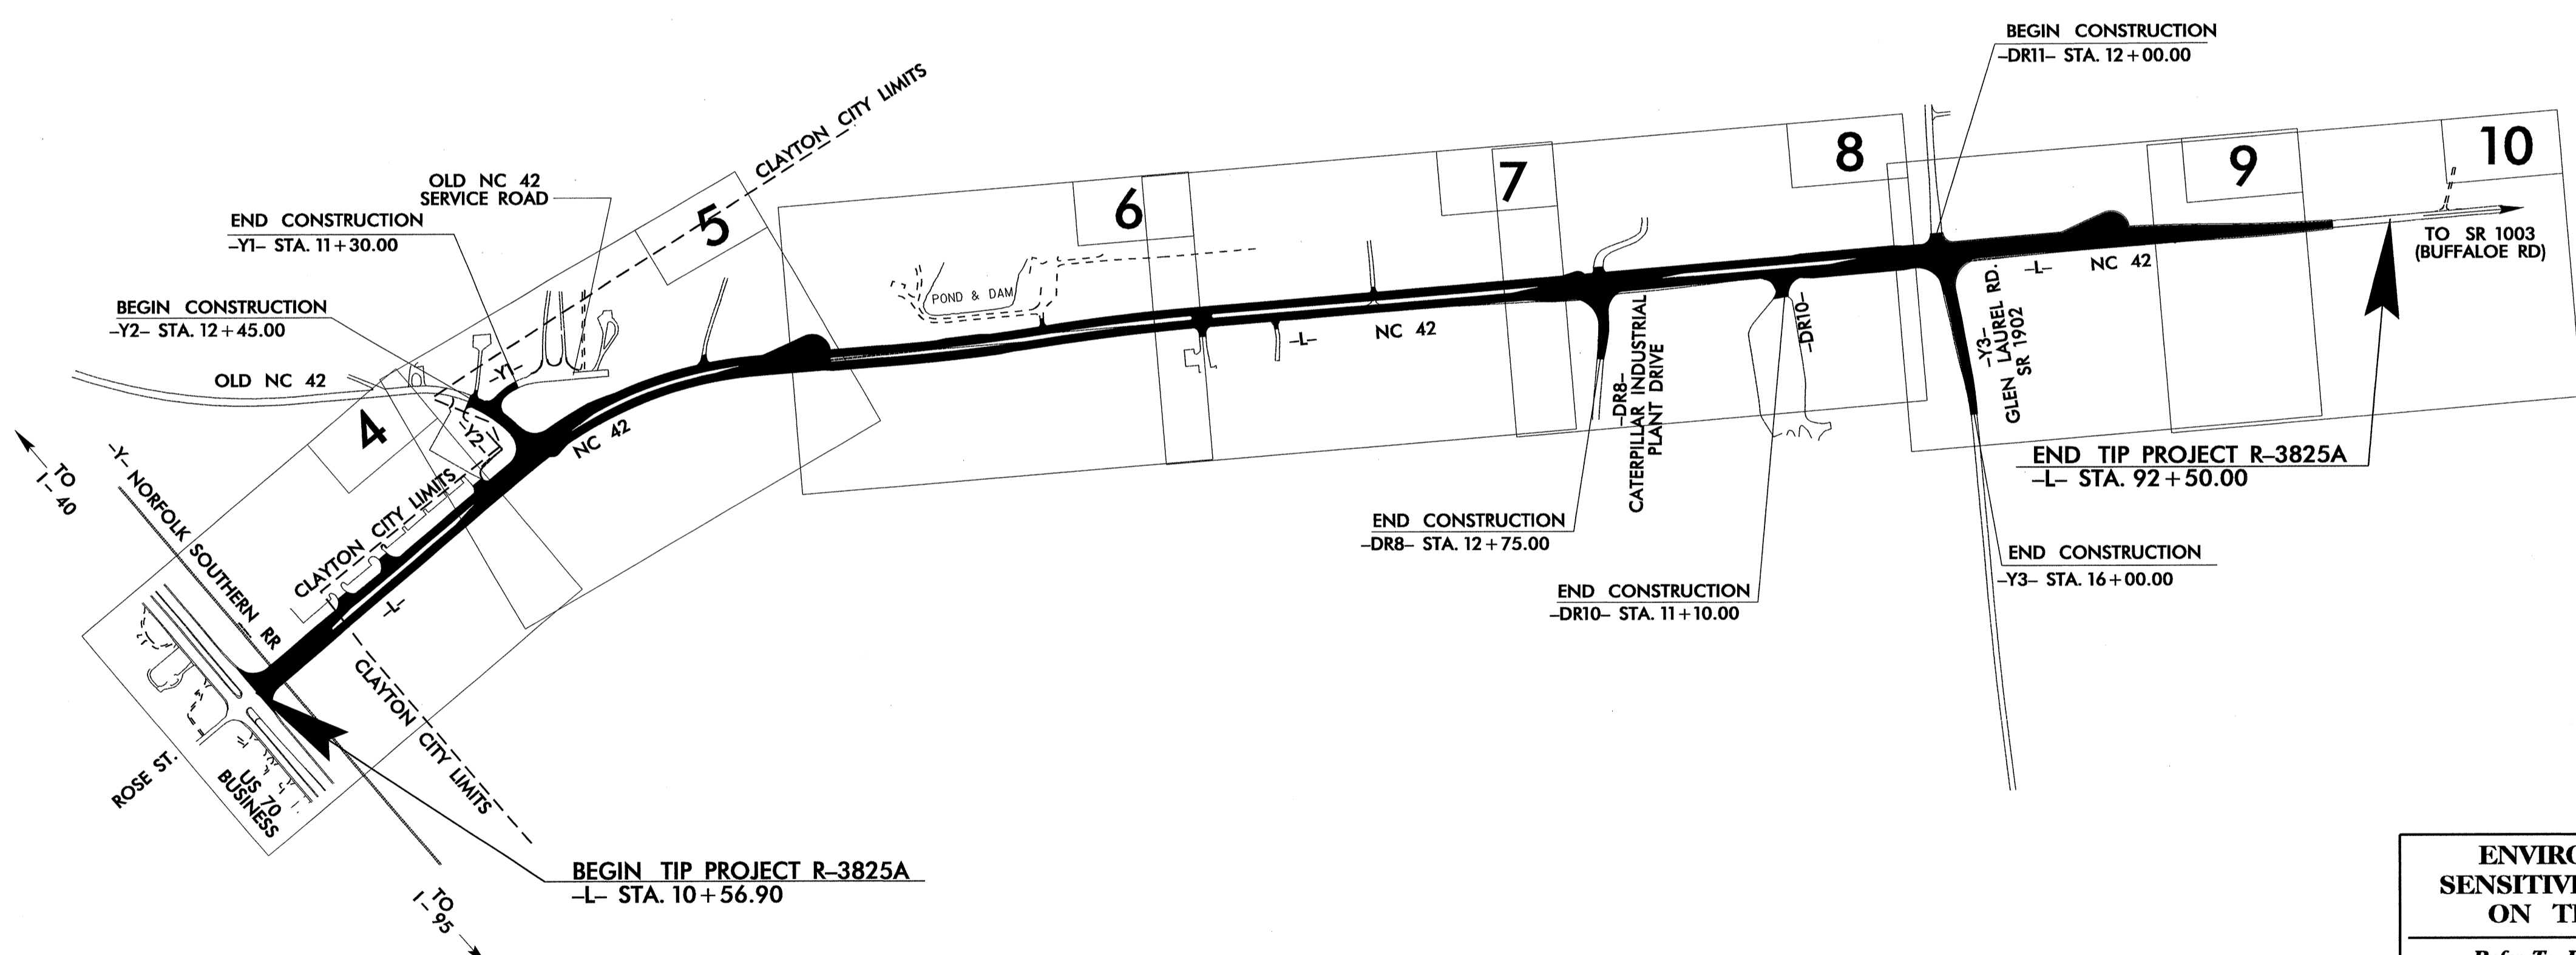 BEGIN CONSTRUCTION
-DR11- STA. 12+00.00
CLAYTON CITY LIMITS
OLD NC 42
SERVICE ROAD
END CONSTRUCTION
-Y1- STA. 11+30.00
BEGIN CONSTRUCTION
-Y2- STA. 12+45.00
OLD NC 42
4
5
6
7
8
9
10
-Y1-
-Y2-
NC 42
POND & DAM
-L-
NC 42
-L- NC 42
TO SR 1003
(BUFFALOE RD)
-DR8-
CATERPILLAR INDUSTRIAL
PLANT DRIVE
-DR10-
-Y3-
GLEN LAUREL RD.
SR 1902
END TIP PROJECT R-3825A
-L- STA. 92+50.00
END CONSTRUCTION
-DR8- STA. 12+75.00
END CONSTRUCTION
-DR10- STA. 11+10.00
END CONSTRUCTION
-Y3- STA. 16+00.00
TO
I-40
-Y- NORFOLK SOUTHERN RR
CLAYTON CITY LIMITS
-L-
CLAYTON CITY LIMITS
ROSE ST.
US 70
BUSINESS
BEGIN TIP PROJECT R-3825A
-L- STA. 10+56.90
TO
I-95
ENVIRO
SENSITIV
ON T